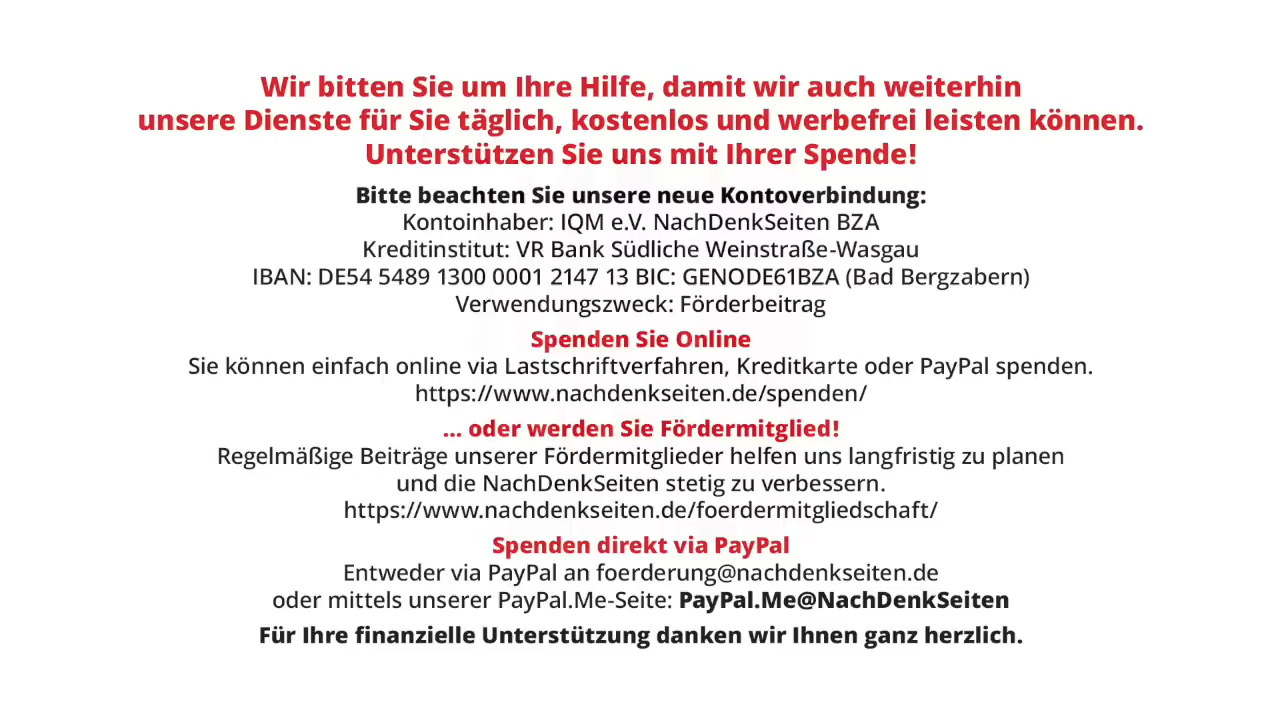 Wir bitten Sie um Ihre Hilfe, damit wir auch weiterhin
unsere Dienste für Sie täglich, kostenlos und werbefrei leisten können.
Unterstützen Sie uns mit Ihrer Spende!
Bitte beachten Sie unsere neue Kontoverbindung:
Kontoinhaber: IQM e.V. NachDenkSeiten BZA
Kreditinstitut: VR Bank Südliche Weinstraße-Wasgau
IBAN: DE54 5489 1300 0001 2147 13 BIC: GENODE61BZA (Bad Bergzabern)
Verwendungszweck: Förderbeitrag
Spenden Sie Online
Sie können einfach online via Lastschriftverfahren, Kreditkarte oder PayPal spenden.
https://www.nachdenkseiten.de/spenden/
... oder werden Sie Fördermitglied!
Regelmäßige Beiträge unserer Fördermitglieder helfen uns langfristig zu planen
und die NachDenkSeiten stetig zu verbessern.
https://www.nachdenkseiten.de/foerdermitgliedschaft/
Spenden direkt via PayPal
Entweder via PayPal an foerderung@nachdenkseiten.de
oder mittels unserer PayPal.Me-Seite: PayPal.Me@NachDenkSeiten
Für Ihre finanzielle Unterstützung danken wir Ihnen ganz herzlich.